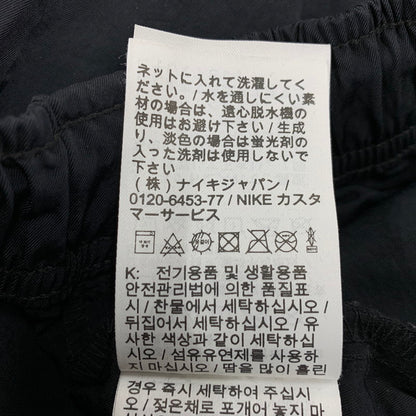 ネットに入れて洗濯してく
ださい。/ 水を通しにくい素
材の場合は、遠心脱水機の
使用はお避け下さい / 生成
り、淡色の場合は蛍光剤の
入った洗剤は使用しないで
下さい
(株) ナイキジャパン /
0120-6453-77 / NIKE カスタ
マーサービス
K: 전기용품 및 생활용품
안전관리법에 의한 품질표
시 / 찬물에서 세탁하십시오 /
뒤집어서 세탁하십시오 / 유
사한 색상과 같이 세탁하십
시오 / 섬유유연제를 사용하
지 마십시오 / 땀을 많이 흘린
경우 즉시 세탁하여 주십시
오 / 젖은채로 포개어 놓지 마